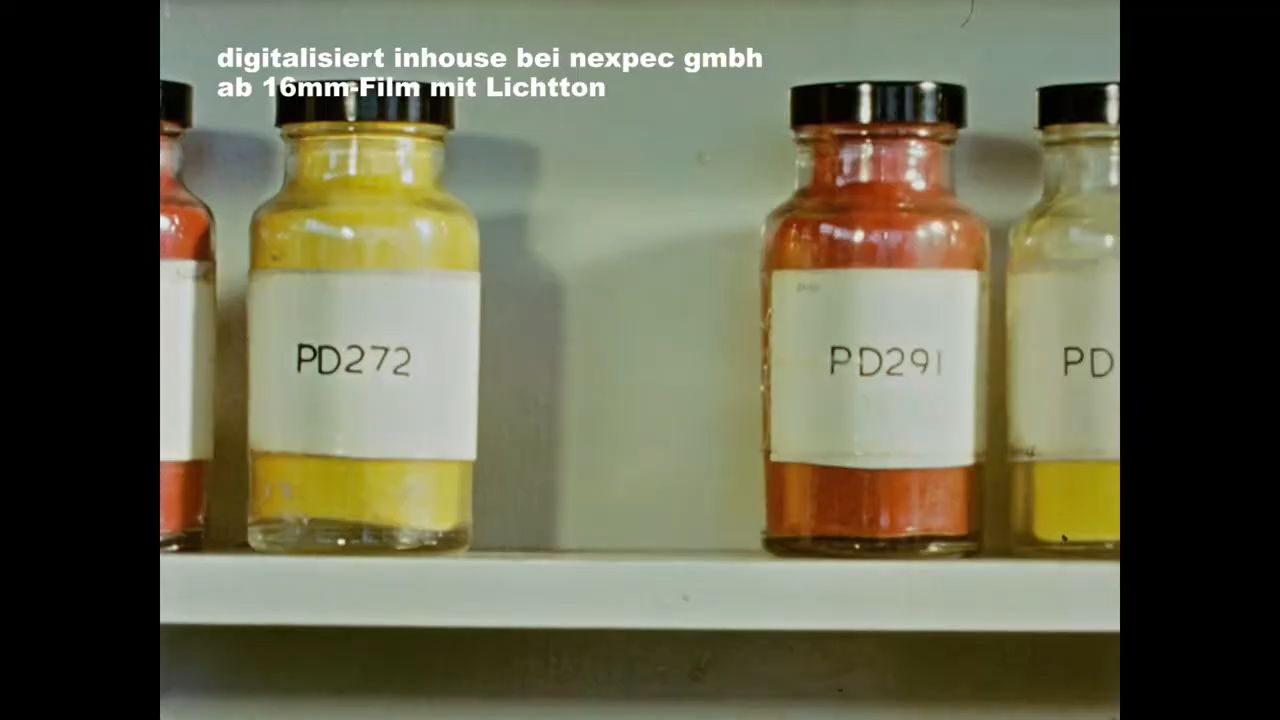 digitalisiert inhouse bei nexpec gmbh
ab 16mm-Film mit Lichtton
PD272
PD291
PD